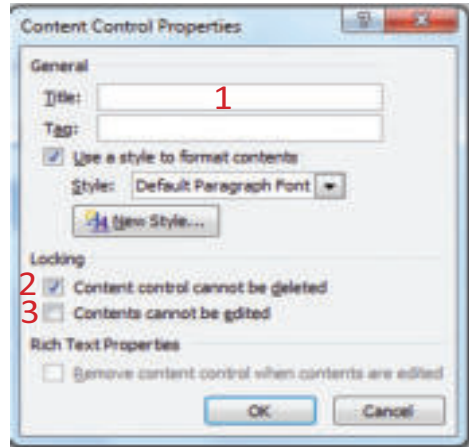 Content Control Properties
General
Title: 1
Tag:
Use a style to format contents
Style: Default Paragraph Font
New Style...
Locking
2 Content control cannot be deleted
3 Contents cannot be edited
Rich Text Properties
Remove content control when contents are edited
OK Cancel